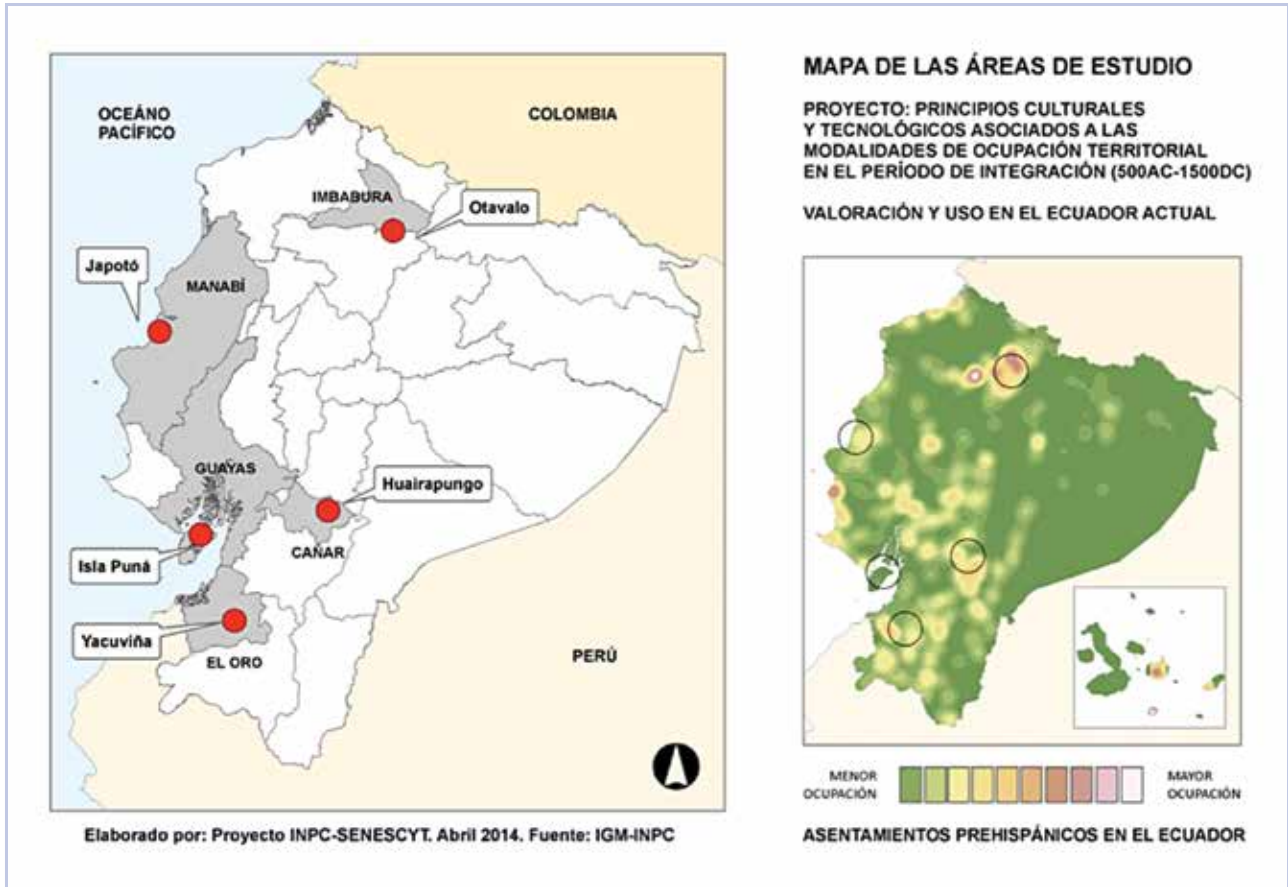 OCEÁNO
PACÍFICO
COLOMBIA
IMBABURA
Otavalo
Japotó
MANABÍ
GUAYAS
Huairapungo
Isla Puná
CAÑAR
Yacuviña
EL ORO
PERÚ
Elaborado por: Proyecto INPC-SENESCYT. Abril 2014. Fuente: IGM-INPC
MAPA DE LAS ÁREAS DE ESTUDIO
PROYECTO: PRINCIPIOS CULTURALES
Y TECNOLÓGICOS ASOCIADOS A LAS
MODALIDADES DE OCUPACIÓN TERRITORIAL
EN EL PERÍODO DE INTEGRACIÓN (500AC-1500DC)
VALORACIÓN Y USO EN EL ECUADOR ACTUAL
MENOR
OCUPACIÓN
MAYOR
OCUPACIÓN
ASENTAMIENTOS PREHISPÁNICOS EN EL ECUADOR